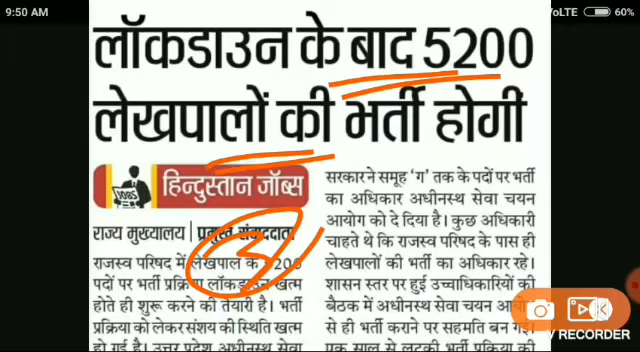 9:50 AM
VoLTE 60%
लॉकडाउन के बाद 5200
लेखपालों की भर्ती होगी
JOBS
हिन्दुस्तान जॉब्स
राज्य मुख्यालय | प्रमुख संवाददाता
राजस्व परिषद में लेखपाल के 5200
पदों पर भर्ती प्रक्रिया लॉकडाउन खत्म
होते ही शुरू करने की तैयारी है। भर्ती
प्रक्रिया को लेकर संशय की स्थिति खत्म
हो गई है। उत्तर प्रदेश अधीनस्थ सेवा
सरकार ने समूह ‘ग’ तक के पदों पर भर्ती
का अधिकार अधीनस्थ सेवा चयन
आयोग को दे दिया है। कुछ अधिकारी
चाहते थे कि राजस्व परिषद के पास ही
लेखपालों की भर्ती का अधिकार रहे।
शासन स्तर पर हुई उच्चाधिकारियों की
बैठक में अधीनस्थ सेवा चयन
से ही भर्ती कराने पर सहमति बन
एक साल से लटकी भर्ती प्रक्रिया की
3
RECORDER